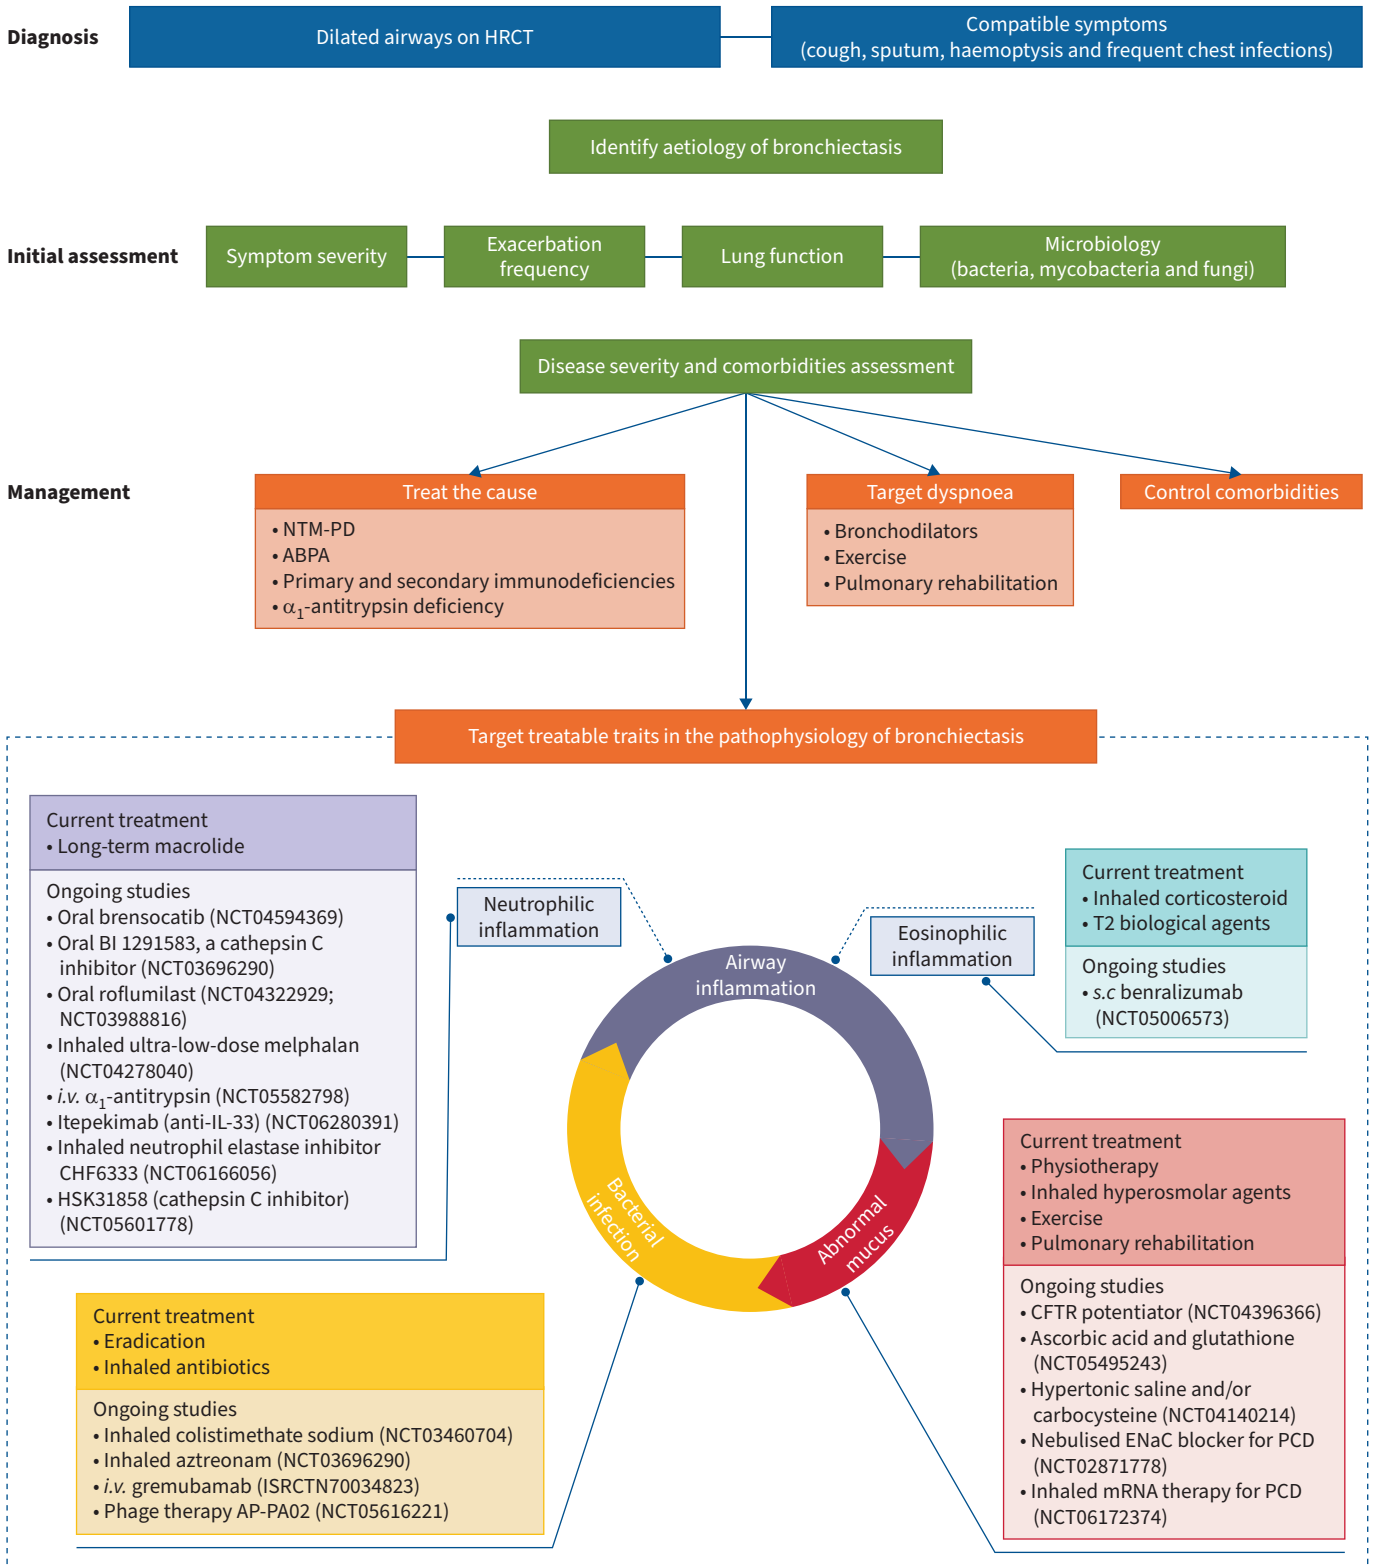 Diagnosis
Dilated airways on HRCT
Compatible symptoms
(cough, sputum, haemoptysis and frequent chest infections)
Identify aetiology of bronchiectasis
Initial assessment
Symptom severity
Exacerbation
frequency
Lung function
Microbiology
(bacteria, mycobacteria and fungi)
Disease severity and comorbidities assessment
Management
Treat the cause
• NTM-PD
• ABPA
• Primary and secondary immunodeficiencies
• α1-antitrypsin deficiency
Target dyspnoea
• Bronchodilators
• Exercise
• Pulmonary rehabilitation
Control comorbidities
Target treatable traits in the pathophysiology of bronchiectasis
Current treatment
• Long-term macrolide
Ongoing studies
• Oral brensocatib (NCT04594369)
• Oral BI 1291583, a cathepsin C
inhibitor (NCT03696290)
• Oral roflumilast (NCT04322929;
NCT03988816)
• Inhaled ultra-low-dose melphalan
(NCT04278040)
• i.v. α1-antitrypsin (NCT05582798)
• Itepekimab (anti-IL-33) (NCT06280391)
• Inhaled neutrophil elastase inhibitor
CHF6333 (NCT06166056)
• HSK31858 (cathepsin C inhibitor)
(NCT05601778)
Neutrophilic
inflammation
Eosinophilic
inflammation
Current treatment
• Inhaled corticosteroid
• T2 biological agents
Ongoing studies
• s.c benralizumab
(NCT05006573)
Airway
inflammation
Bacterial
infection
Abnormal
mucus
Current treatment
• Physiotherapy
• Inhaled hyperosmolar agents
• Exercise
• Pulmonary rehabilitation
Ongoing studies
• CFTR potentiator (NCT04396366)
• Ascorbic acid and glutathione
(NCT05495243)
• Hypertonic saline and/or
carbocysteine (NCT04140214)
• Nebulised ENaC blocker for PCD
(NCT02871778)
• Inhaled mRNA therapy for PCD
(NCT06172374)
Current treatment
• Eradication
• Inhaled antibiotics
Ongoing studies
• Inhaled colistimethate sodium (NCT03460704)
• Inhaled aztreonam (NCT03696290)
• i.v. gremubamab (ISRCTN70034823)
• Phage therapy AP-PA02 (NCT05616221)